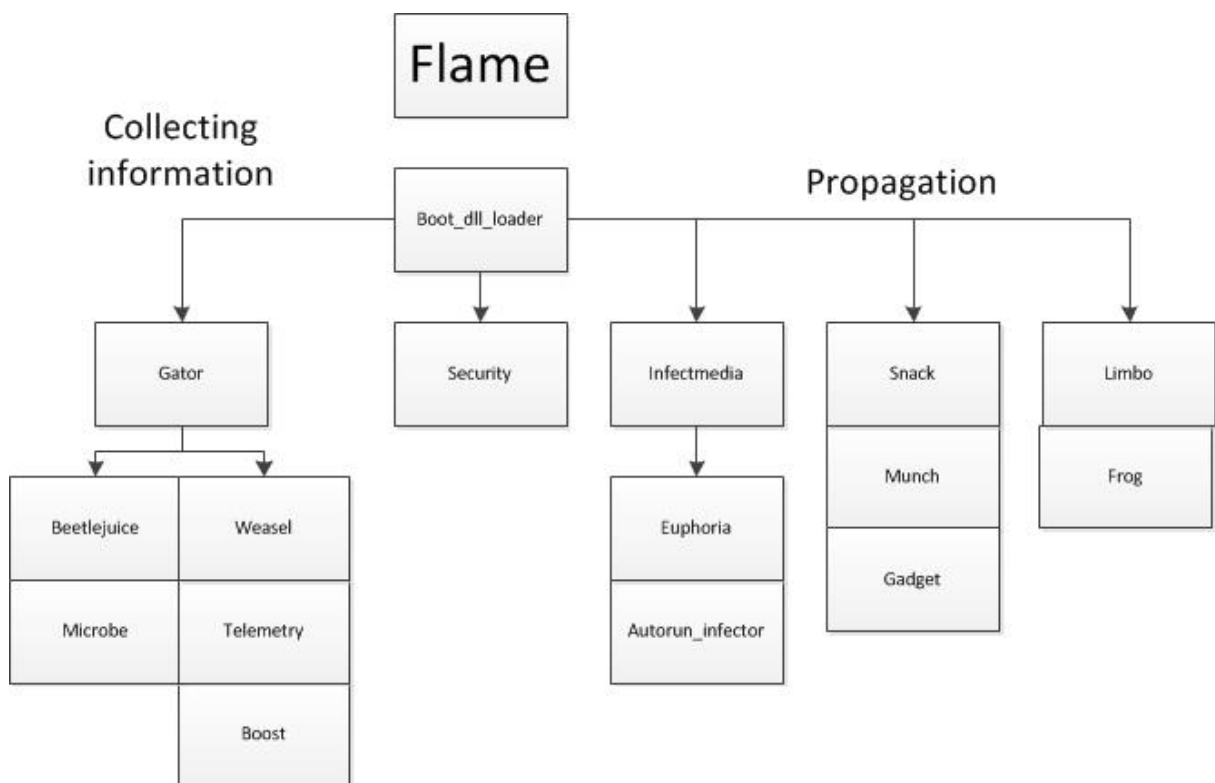 Flame
Collecting
information
Propagation
Boot_dll_loader
Gator
Security
Infectmedia
Snack
Limbo
Beetlejuice
Weasel
Euphoria
Munch
Frog
Microbe
Telemetry
Autorun_infector
Gadget
Boost